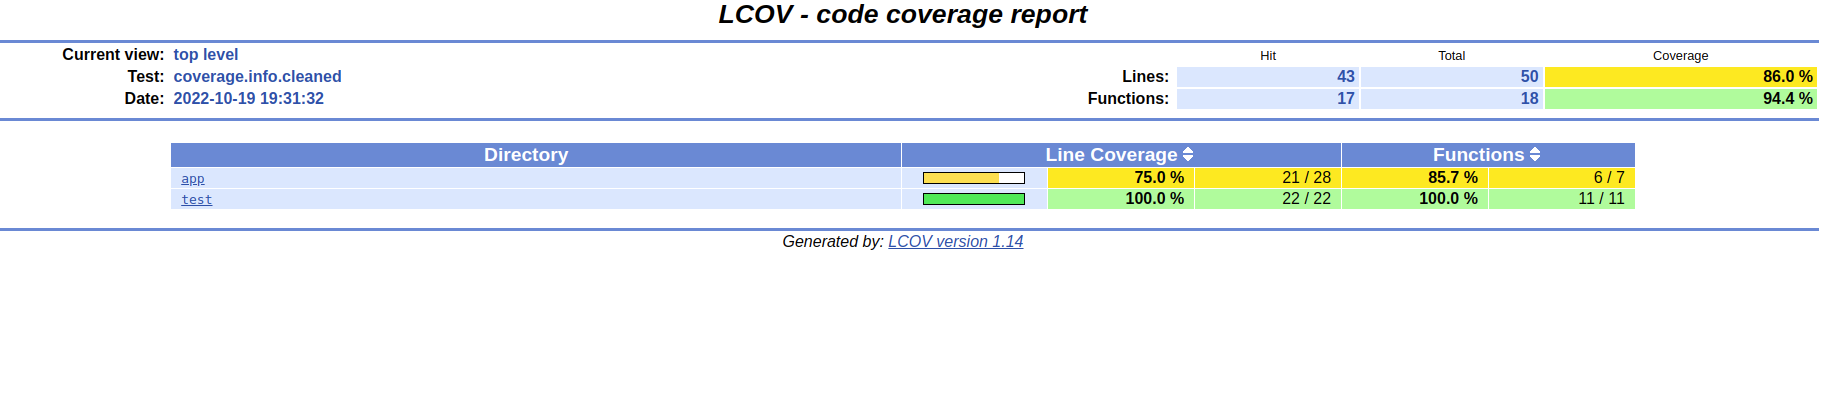 LCOV - code coverage report
Current view: top level Hit Total Coverage
Test: coverage.info.cleaned Lines: 43 50 86.0 %
Date: 2022-10-19 19:31:32 Functions: 17 18 94.4 %
Directory Line Coverage Functions
app 75.0 % 21 / 28 85.7 % 6 / 7
test 100.0 % 22 / 22 100.0 % 11 / 11
Generated by: LCOV version 1.14